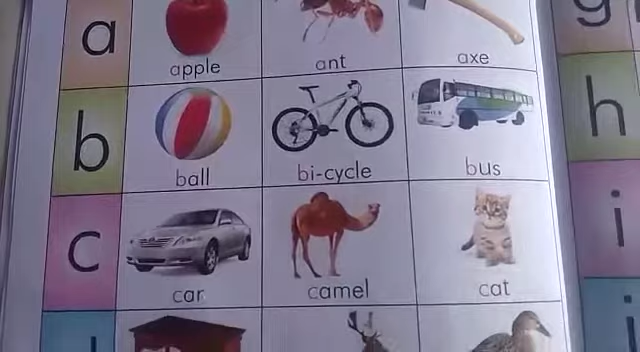 a
apple ant axe
b
ball bi-cycle bus
c
car camel cat
g
h
i